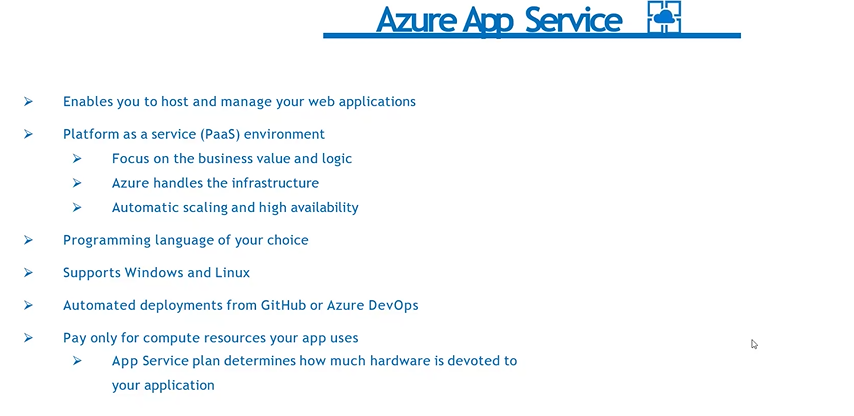 Azure App Service
Enables you to host and manage your web applications
Platform as a service (PaaS) environment
Focus on the business value and logic
Azure handles the infrastructure
Automatic scaling and high availability
Programming language of your choice
Supports Windows and Linux
Automated deployments from GitHub or Azure DevOps
Pay only for compute resources your app uses
App Service plan determines how much hardware is devoted to
your application